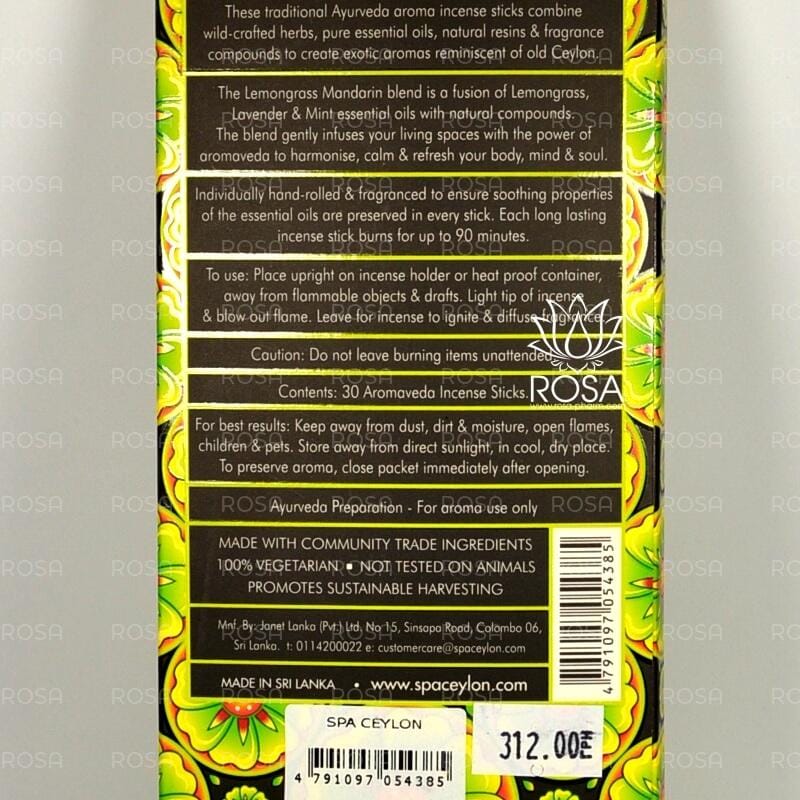 These traditional Ayurveda aroma incense sticks combine
wild-crafted herbs, pure essential oils, natural resins & fragrance
compounds to create exotic aromas reminiscent of old Ceylon.
The Lemongrass Mandarin blend is a fusion of Lemongrass,
Lavender & Mint essential oils with natural compounds.
The blend gently infuses your living spaces with the power of
aromaveda to harmonise, calm & refresh your body, mind & soul.
Individually hand-rolled & fragranced to ensure soothing properties
of the essential oils are preserved in every stick. Each long lasting
incense stick burns for up to 90 minutes.
To use: Place upright on incense holder or heat proof container,
away from flammable objects & drafts. Light tip of incense
& blow out flame. Leave for incense to ignite & diffuse fragrance.
Caution: Do not leave burning items unattended.
Contents: 30 Aromaveda Incense Sticks.
ROSA
www.rosa-pharm.com
For best results: Keep away from dust, dirt & moisture, open flames,
children & pets. Store away from direct sunlight, in cool, dry place.
To preserve aroma, close packet immediately after opening.
Ayurveda Preparation - For aroma use only
MADE WITH COMMUNITY TRADE INGREDIENTS
100% VEGETARIAN • NOT TESTED ON ANIMALS
PROMOTES SUSTAINABLE HARVESTING
Mnf. By: Janet Lanka (Pvt.) Ltd. No 15, Sinsapa Road, Colombo 06,
Sri Lanka. t: 0114200022 e: customercare@spaceylon.com
MADE IN SRI LANKA • www.spaceylon.com
4 791097 054385
SPA CEYLON
4 791097 054385
312.00